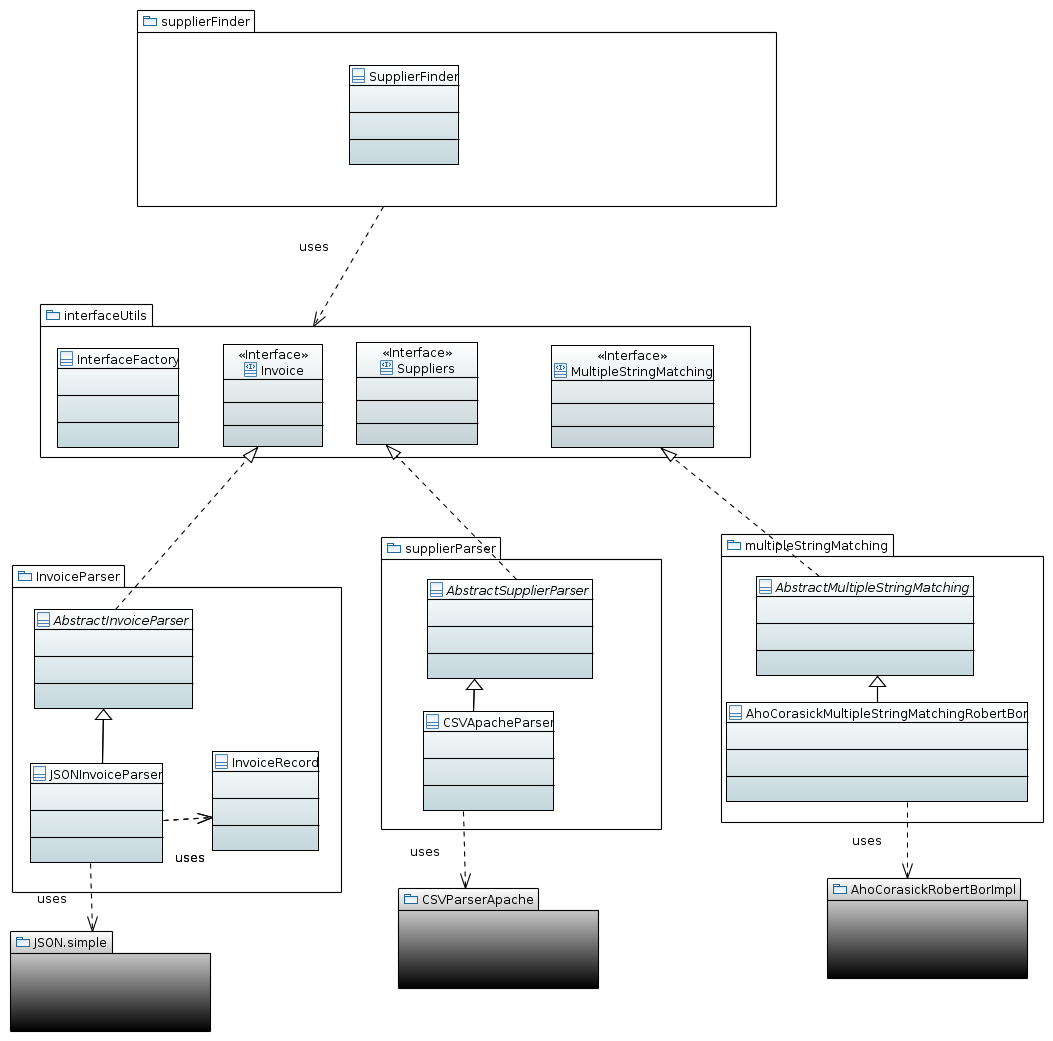 supplierFinder
SupplierFinder
uses
interfaceUtils
InterfaceFactory
«Interface»
Invoice
«Interface»
Suppliers
«Interface»
MultipleStringMatching
InvoiceParser
AbstractInvoiceParser
JSONInvoiceParser
InvoiceRecord
uses
uses
JSON.simple
supplierParser
AbstractSupplierParser
CSVApacheParser
uses
CSVParserApache
multipleStringMatching
AbstractMultipleStringMatching
AhoCorasickMultipleStringMatchingRobertBor
uses
AhoCorasickRobertBorImpl